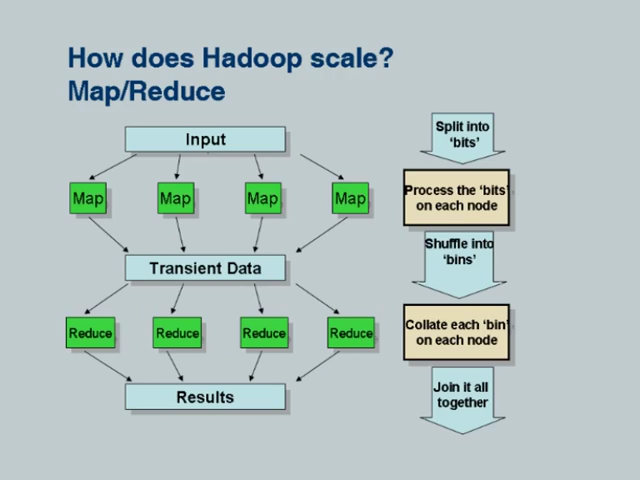 How does Hadoop scale?
Map/Reduce
Input
Map
Map
Map
Map
Transient Data
Reduce
Reduce
Reduce
Reduce
Results
Split into
‘bits’
Process the ‘bits’
on each node
Shuffle into
‘bins’
Collate each ‘bin’
on each node
Join it all
together